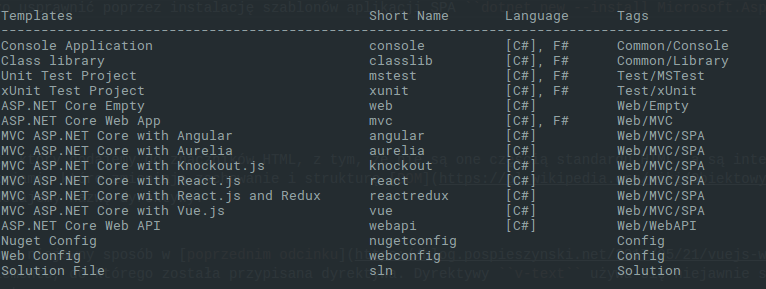 Templates Short Name Language Tags
Console Application console [C#], F# Common/Console
Class library classlib [C#], F# Common/Library
Unit Test Project mstest [C#], F# Test/MSTest
xUnit Test Project xunit [C#], F# Test/xUnit
ASP.NET Core Empty web [C#] Web/Empty
ASP.NET Core Web App mvc [C#], F# Web/MVC
MVC ASP.NET Core with Angular angular [C#] Web/MVC/SPA
MVC ASP.NET Core with Aurelia aurelia [C#] Web/MVC/SPA
MVC ASP.NET Core with Knockout.js knockout [C#] Web/MVC/SPA
MVC ASP.NET Core with React.js react [C#] Web/MVC/SPA
MVC ASP.NET Core with React.js and Redux reactredux [C#] Web/MVC/SPA
MVC ASP.NET Core with Vue.js vue [C#] Web/MVC/SPA
ASP.NET Core Web API webapi [C#] Web/WebAPI
Nuget Config nugetconfig Config
Web Config webconfig Config
Solution File sln Solution